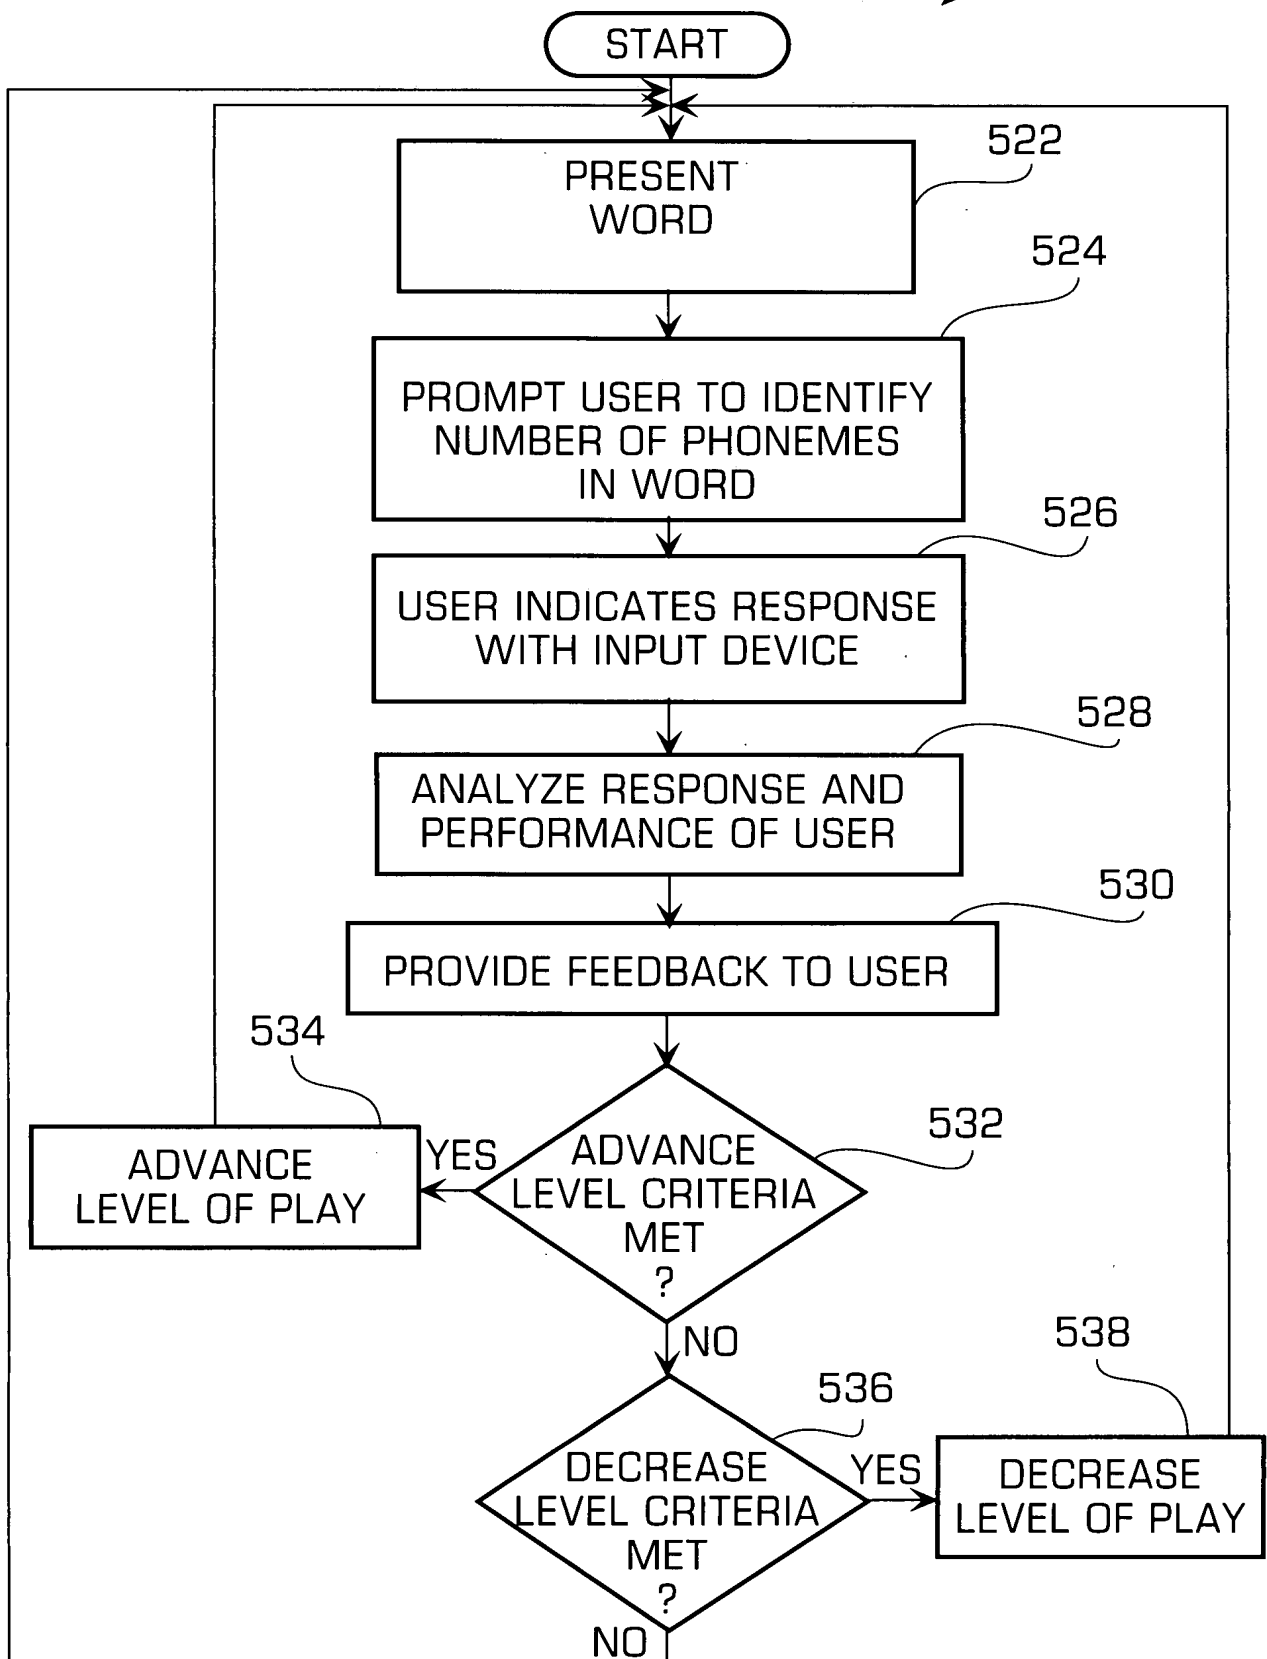 START
522
PRESENT
WORD
524
PROMPT USER TO IDENTIFY
NUMBER OF PHONEMES
IN WORD
526
USER INDICATES RESPONSE
WITH INPUT DEVICE
528
ANALYZE RESPONSE AND
PERFORMANCE OF USER
530
PROVIDE FEEDBACK TO USER
534
532
ADVANCE
LEVEL OF PLAY
YES
ADVANCE
LEVEL CRITERIA
MET
?
NO
538
536
DECREASE
LEVEL CRITERIA
MET
?
YES
DECREASE
LEVEL OF PLAY
NO